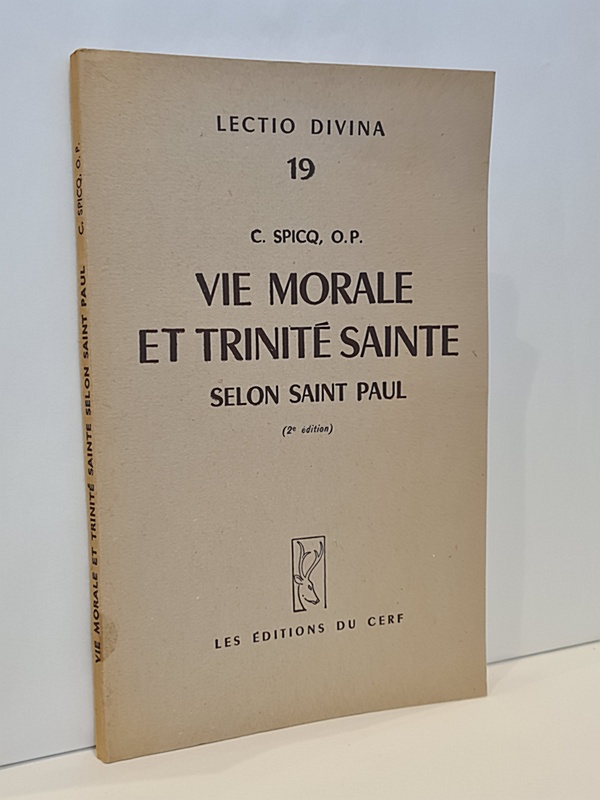 LECTIO DIVINA
19
C. SPICQ, O.P.
VIE MORALE
ET TRINITÉ SAINTE
SELON SAINT PAUL
(2e édition)
LES ÉDITIONS DU CERF
VIE MORALE ET TRINITÉ SAINTE SELON SAINT PAUL C. SPICQ, O. P.